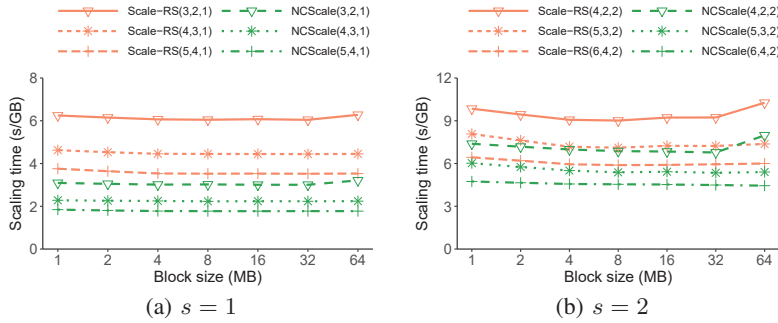 Scale−RS(3,2,1) NCScale(3,2,1)
Scale−RS(4,3,1) NCScale(4,3,1)
Scale−RS(5,4,1) NCScale(5,4,1)
8
6
4
2
0
Scaling time (s/GB)
1 2 4 8 16 32 64
Block size (MB)
(a) s = 1
Scale−RS(4,2,2) NCScale(4,2,2)
Scale−RS(5,3,2) NCScale(5,3,2)
Scale−RS(6,4,2) NCScale(6,4,2)
12
9
6
3
0
Scaling time (s/GB)
1 2 4 8 16 32 64
Block size (MB)
(b) s = 2